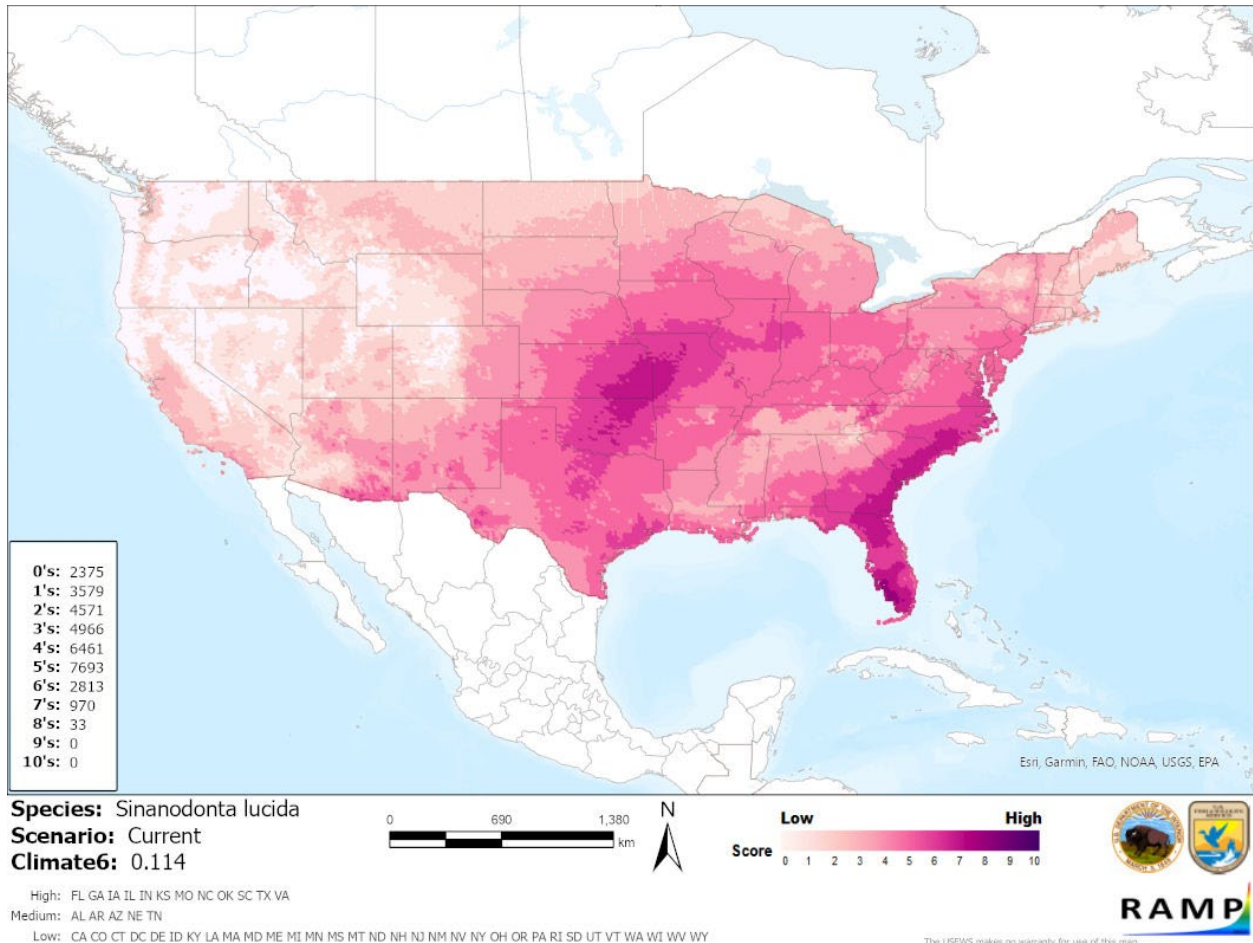 0's: 2375
1's: 3579
2's: 4571
3's: 4966
4's: 6461
5's: 7693
6's: 2813
7's: 970
8's: 33
9's: 0
10's: 0
Esri, Garmin, FAO, NOAA, USGS, EPA
Species: Sinanodonta lucida
Scenario: Current
Climate6: 0.114
0 690 1,380
km
N
Low High
Score 0 1 2 3 4 5 6 7 8 9 10
High: FL GA IA IL IN KS MO NC OK SC TX VA
Medium: AL AR AZ NE TN
Low: CA CO CT DC DE ID KY LA MA MD ME MI MN MS MT ND NH NJ NM NV NY OH OR PA RI SD UT VT WA WI WV WY
RAMP
The USFWS makes no warranty for use of this map